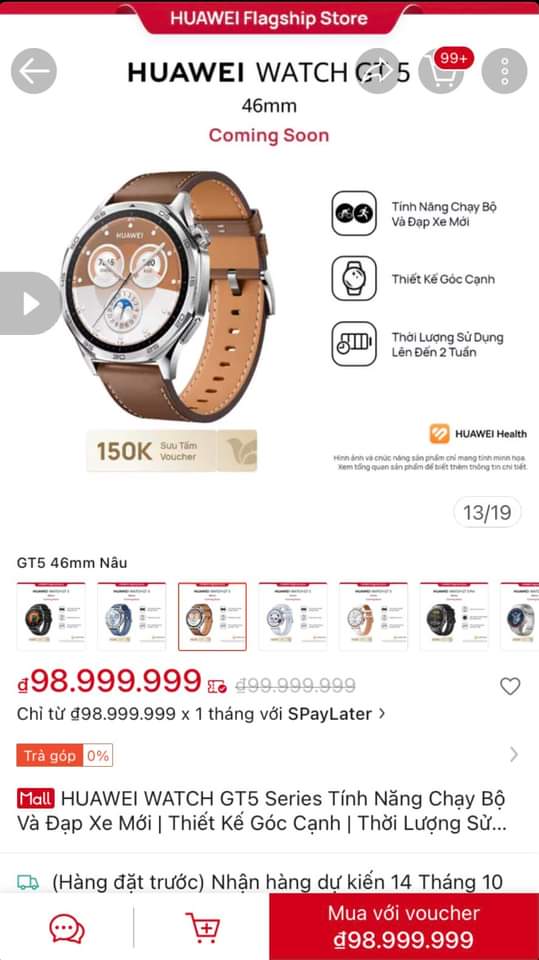 HUAWEI Flagship Store
HUAWEI WATCH GT 5
99+
46mm
Coming Soon
HUAWEI
Tính Năng Chạy Bộ
Và Đạp Xe Mới
Thiết Kế Góc Cạnh
Thời Lượng Sử Dụng
Lên Đến 2 Tuần
150K Sưu Tầm
Voucher
HUAWEI Health
Hình ảnh và chức năng sản phẩm chỉ mang tính minh họa.
Xem tổng quan sản phẩm để biết thêm thông tin chi tiết.
13/19
GT5 46mm Nâu
₫98.999.999 ₫99.999.999
Chỉ từ ₫98.999.999 x 1 tháng với SPayLater >
Trả góp 0%
Mall HUAWEI WATCH GT5 Series Tính Năng Chạy Bộ
Và Đạp Xe Mới | Thiết Kế Góc Cạnh | Thời Lượng Sử...
(Hàng đặt trước) Nhận hàng dự kiến 14 Tháng 10
Mua với voucher
₫98.999.999